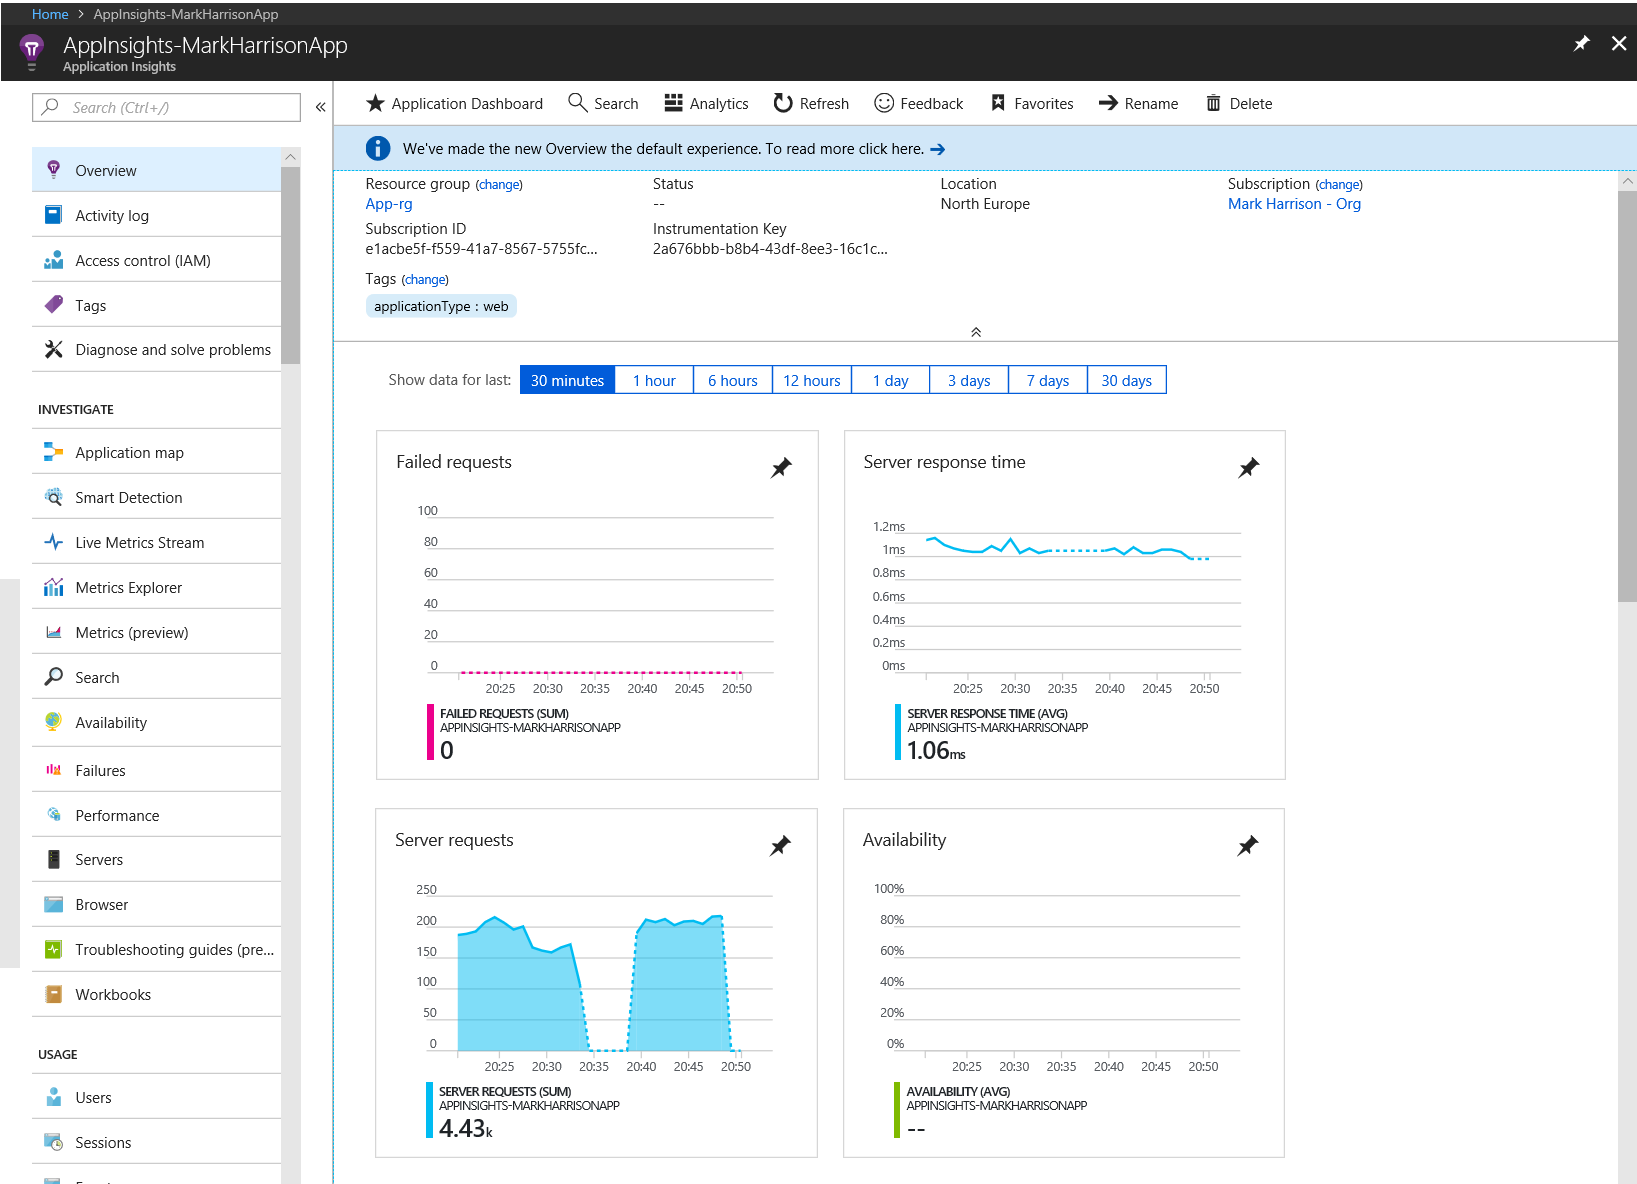 Home > AppInsights-MarkHarrisonApp
AppInsights-MarkHarrisonApp
Application Insights
Search (Ctrl+/)
«
Overview
Activity log
Access control (IAM)
Tags
Diagnose and solve problems
INVESTIGATE
Application map
Smart Detection
Live Metrics Stream
Metrics Explorer
Metrics (preview)
Search
Availability
Failures
Performance
Servers
Browser
Troubleshooting guides (pre...
Workbooks
USAGE
Users
Sessions
Application Dashboard Search Analytics Refresh Feedback Favorites Rename Delete
We've made the new Overview the default experience. To read more click here. →
Resource group (change)
App-rg
Status
--
Location
North Europe
Subscription (change)
Mark Harrison - Org
Subscription ID
e1acbe5f-f559-41a7-8567-5755fc...
Instrumentation Key
2a676bbb-b8b4-43df-8ee3-16c1c...
Tags (change)
applicationType : web
Show data for last: 30 minutes 1 hour 6 hours 12 hours 1 day 3 days 7 days 30 days
Failed requests
100
80
60
40
20
0
20:25 20:30 20:35 20:40 20:45 20:50
FAILED REQUESTS (SUM)
APPINSIGHTS-MARKHARRISONAPP
0
Server response time
1.2ms
1ms
0.8ms
0.6ms
0.4ms
0.2ms
0ms
20:25 20:30 20:35 20:40 20:45 20:50
SERVER RESPONSE TIME (AVG)
APPINSIGHTS-MARKHARRISONAPP
1.06ms
Server requests
250
200
150
100
50
0
20:25 20:30 20:35 20:40 20:45 20:50
SERVER REQUESTS (SUM)
APPINSIGHTS-MARKHARRISONAPP
4.43k
Availability
100%
80%
60%
40%
20%
0%
20:25 20:30 20:35 20:40 20:45 20:50
AVAILABILITY (AVG)
APPINSIGHTS-MARKHARRISONAPP
--